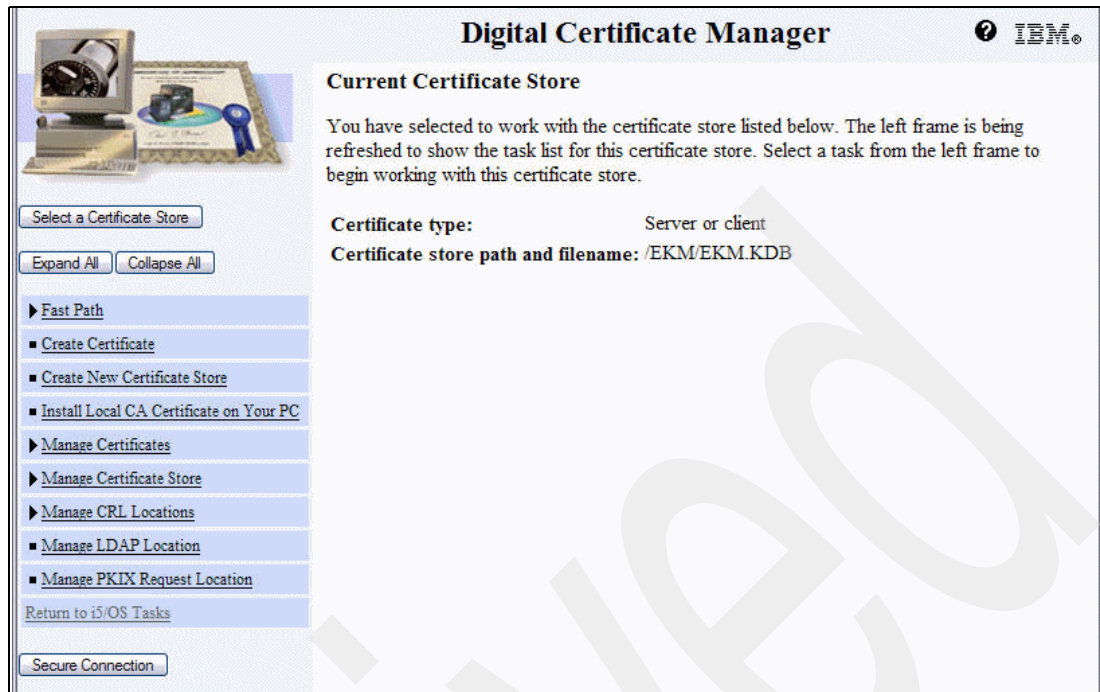 Digital Certificate Manager
IBM®
Current Certificate Store
You have selected to work with the certificate store listed below. The left frame is being
refreshed to show the task list for this certificate store. Select a task from the left frame to
begin working with this certificate store.
Certificate type: Server or client
Certificate store path and filename: /EKM/EKM.KDB
Select a Certificate Store
Expand All Collapse All
Fast Path
Create Certificate
Create New Certificate Store
Install Local CA Certificate on Your PC
Manage Certificates
Manage Certificate Store
Manage CRL Locations
Manage LDAP Location
Manage PKIX Request Location
Return to i5/OS Tasks
Secure Connection